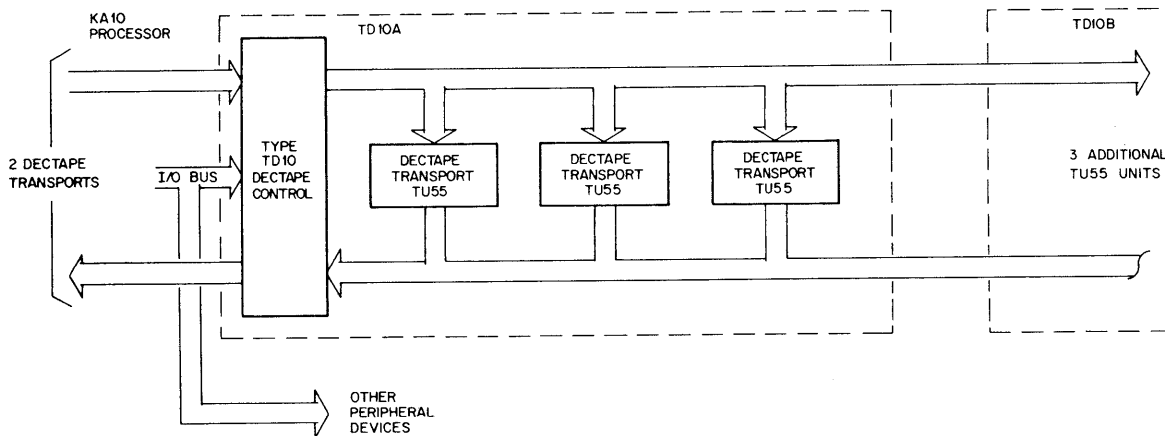 KA10
PROCESSOR
TD10A
TD10B
2 DECTAPE
TRANSPORTS
I/O BUS
TYPE
TD10
DECTAPE
CONTROL
DECTAPE
TRANSPORT
TU55
DECTAPE
TRANSPORT
TU55
DECTAPE
TRANSPORT
TU55
3 ADDITIONAL
TU55 UNITS
OTHER
PERIPHERAL
DEVICES